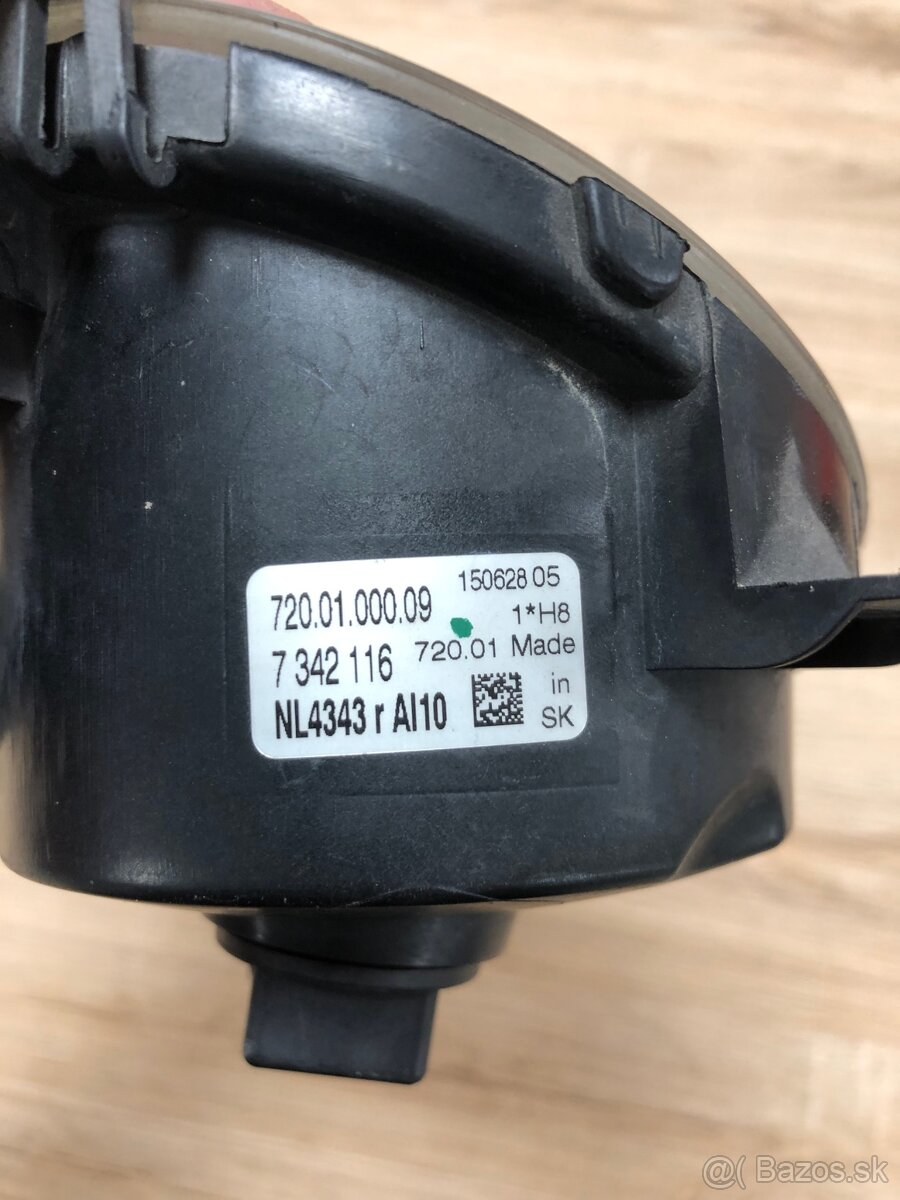 720.01.000.09 150628 05
1*H8
7 342 116 720.01 Made
in
NL4343 r Al10 SK
@( Bazos.sk